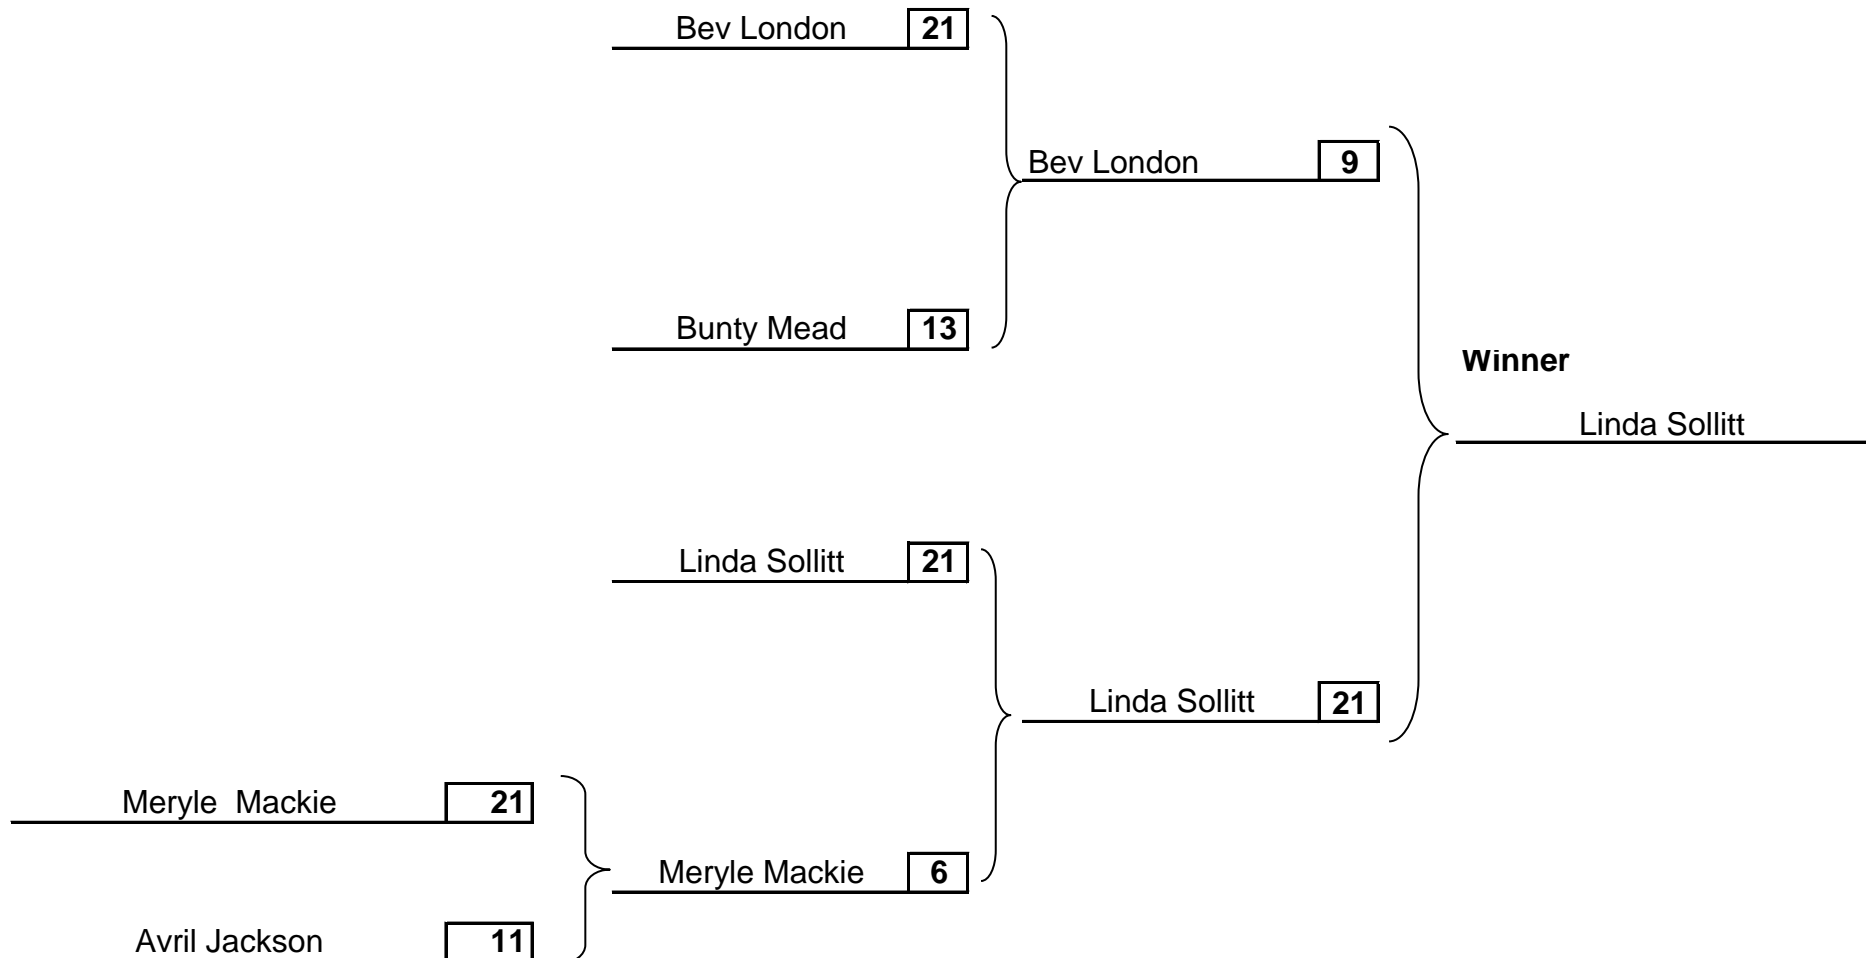 Bev London 21
Bev London 9
Bunty Mead 13
Winner
Linda Sollitt
Linda Sollitt 21
Linda Sollitt 21
Meryle  Mackie 21
Meryle Mackie 6
Avril Jackson 11